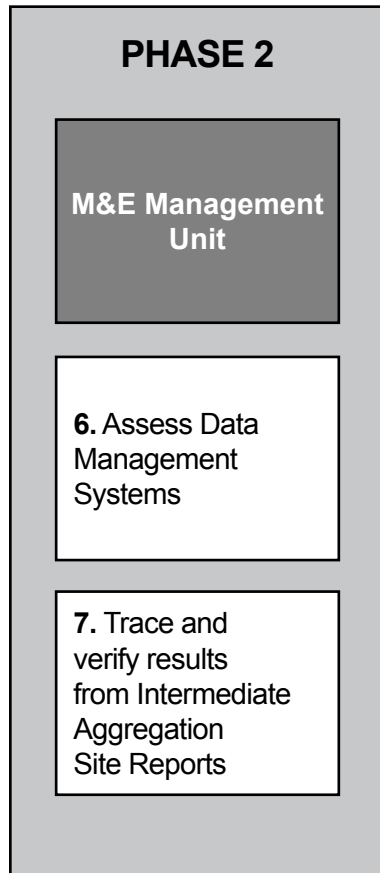 PHASE 2
M&E Management
Unit
6. Assess Data
Management
Systems
7. Trace and
verify results
from Intermediate
Aggregation
Site Reports